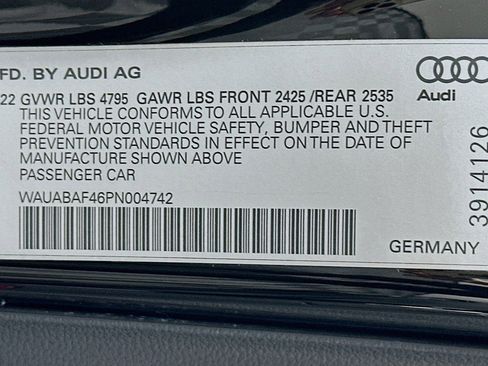 FD. BY AUDI AG
22 GVWR LBS 4795 GAWR LBS FRONT 2425 /REAR 2535
THIS VEHICLE CONFORMS TO ALL APPLICABLE U.S.
FEDERAL MOTOR VEHICLE SAFETY, BUMPER AND THEFT
PREVENTION STANDARDS IN EFFECT ON THE DATE OF
MANUFACTURE SHOWN ABOVE
PASSENGER CAR
WAUABAF46PN004742
Audi
3914126
GERMANY